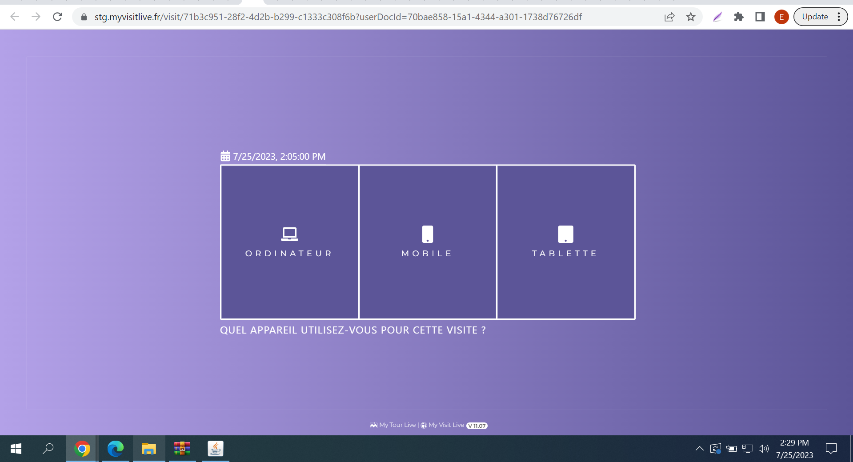 stg.myvisitlive.fr/visit/71b3c951-28f2-4d2b-b299-c1333c308f6b?userDocId=70bae858-15a1-4344-a301-1738d76726df
E
Update
7/25/2023, 2:05:00 PM
ORDINATEUR
MOBILE
TABLETTE
QUEL APPAREIL UTILISEZ-VOUS POUR CETTE VISITE ?
My Tour Live | My Visit Live V 11.07
2:29 PM
7/25/2023